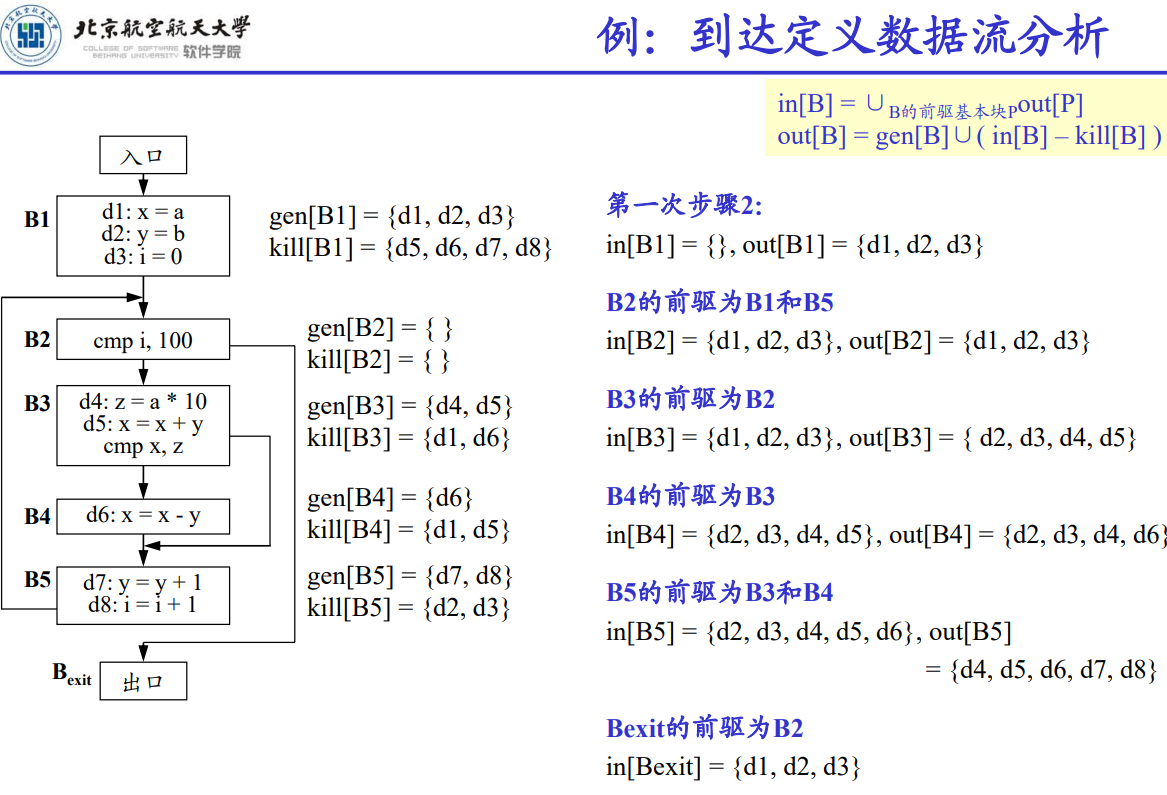 北京航空航天大学
COLLEGE OF SOFTWARE
BEIHANG UNIVERSITY 软件学院
例：到达定义数据流分析
in[B] = ∪B的前驱基本块Pout[P]
out[B] = gen[B]∪( in[B] – kill[B] )
入口
B1
d1: x = a
d2: y = b
d3: i = 0
gen[B1] = {d1, d2, d3}
kill[B1] = {d5, d6, d7, d8}
B2
cmp i, 100
gen[B2] = { }
kill[B2] = { }
B3
d4: z = a * 10
d5: x = x + y
cmp x, z
gen[B3] = {d4, d5}
kill[B3] = {d1, d6}
B4
d6: x = x - y
gen[B4] = {d6}
kill[B4] = {d1, d5}
B5
d7: y = y + 1
d8: i = i + 1
gen[B5] = {d7, d8}
kill[B5] = {d2, d3}
Bexit
出口
第一次步骤2:
in[B1] = {}, out[B1] = {d1, d2, d3}
B2的前驱为B1和B5
in[B2] = {d1, d2, d3}, out[B2] = {d1, d2, d3}
B3的前驱为B2
in[B3] = {d1, d2, d3}, out[B3] = { d2, d3, d4, d5}
B4的前驱为B3
in[B4] = {d2, d3, d4, d5}, out[B4] = {d2, d3, d4, d6}
B5的前驱为B3和B4
in[B5] = {d2, d3, d4, d5, d6}, out[B5]
= {d4, d5, d6, d7, d8}
Bexit的前驱为B2
in[Bexit] = {d1, d2, d3}